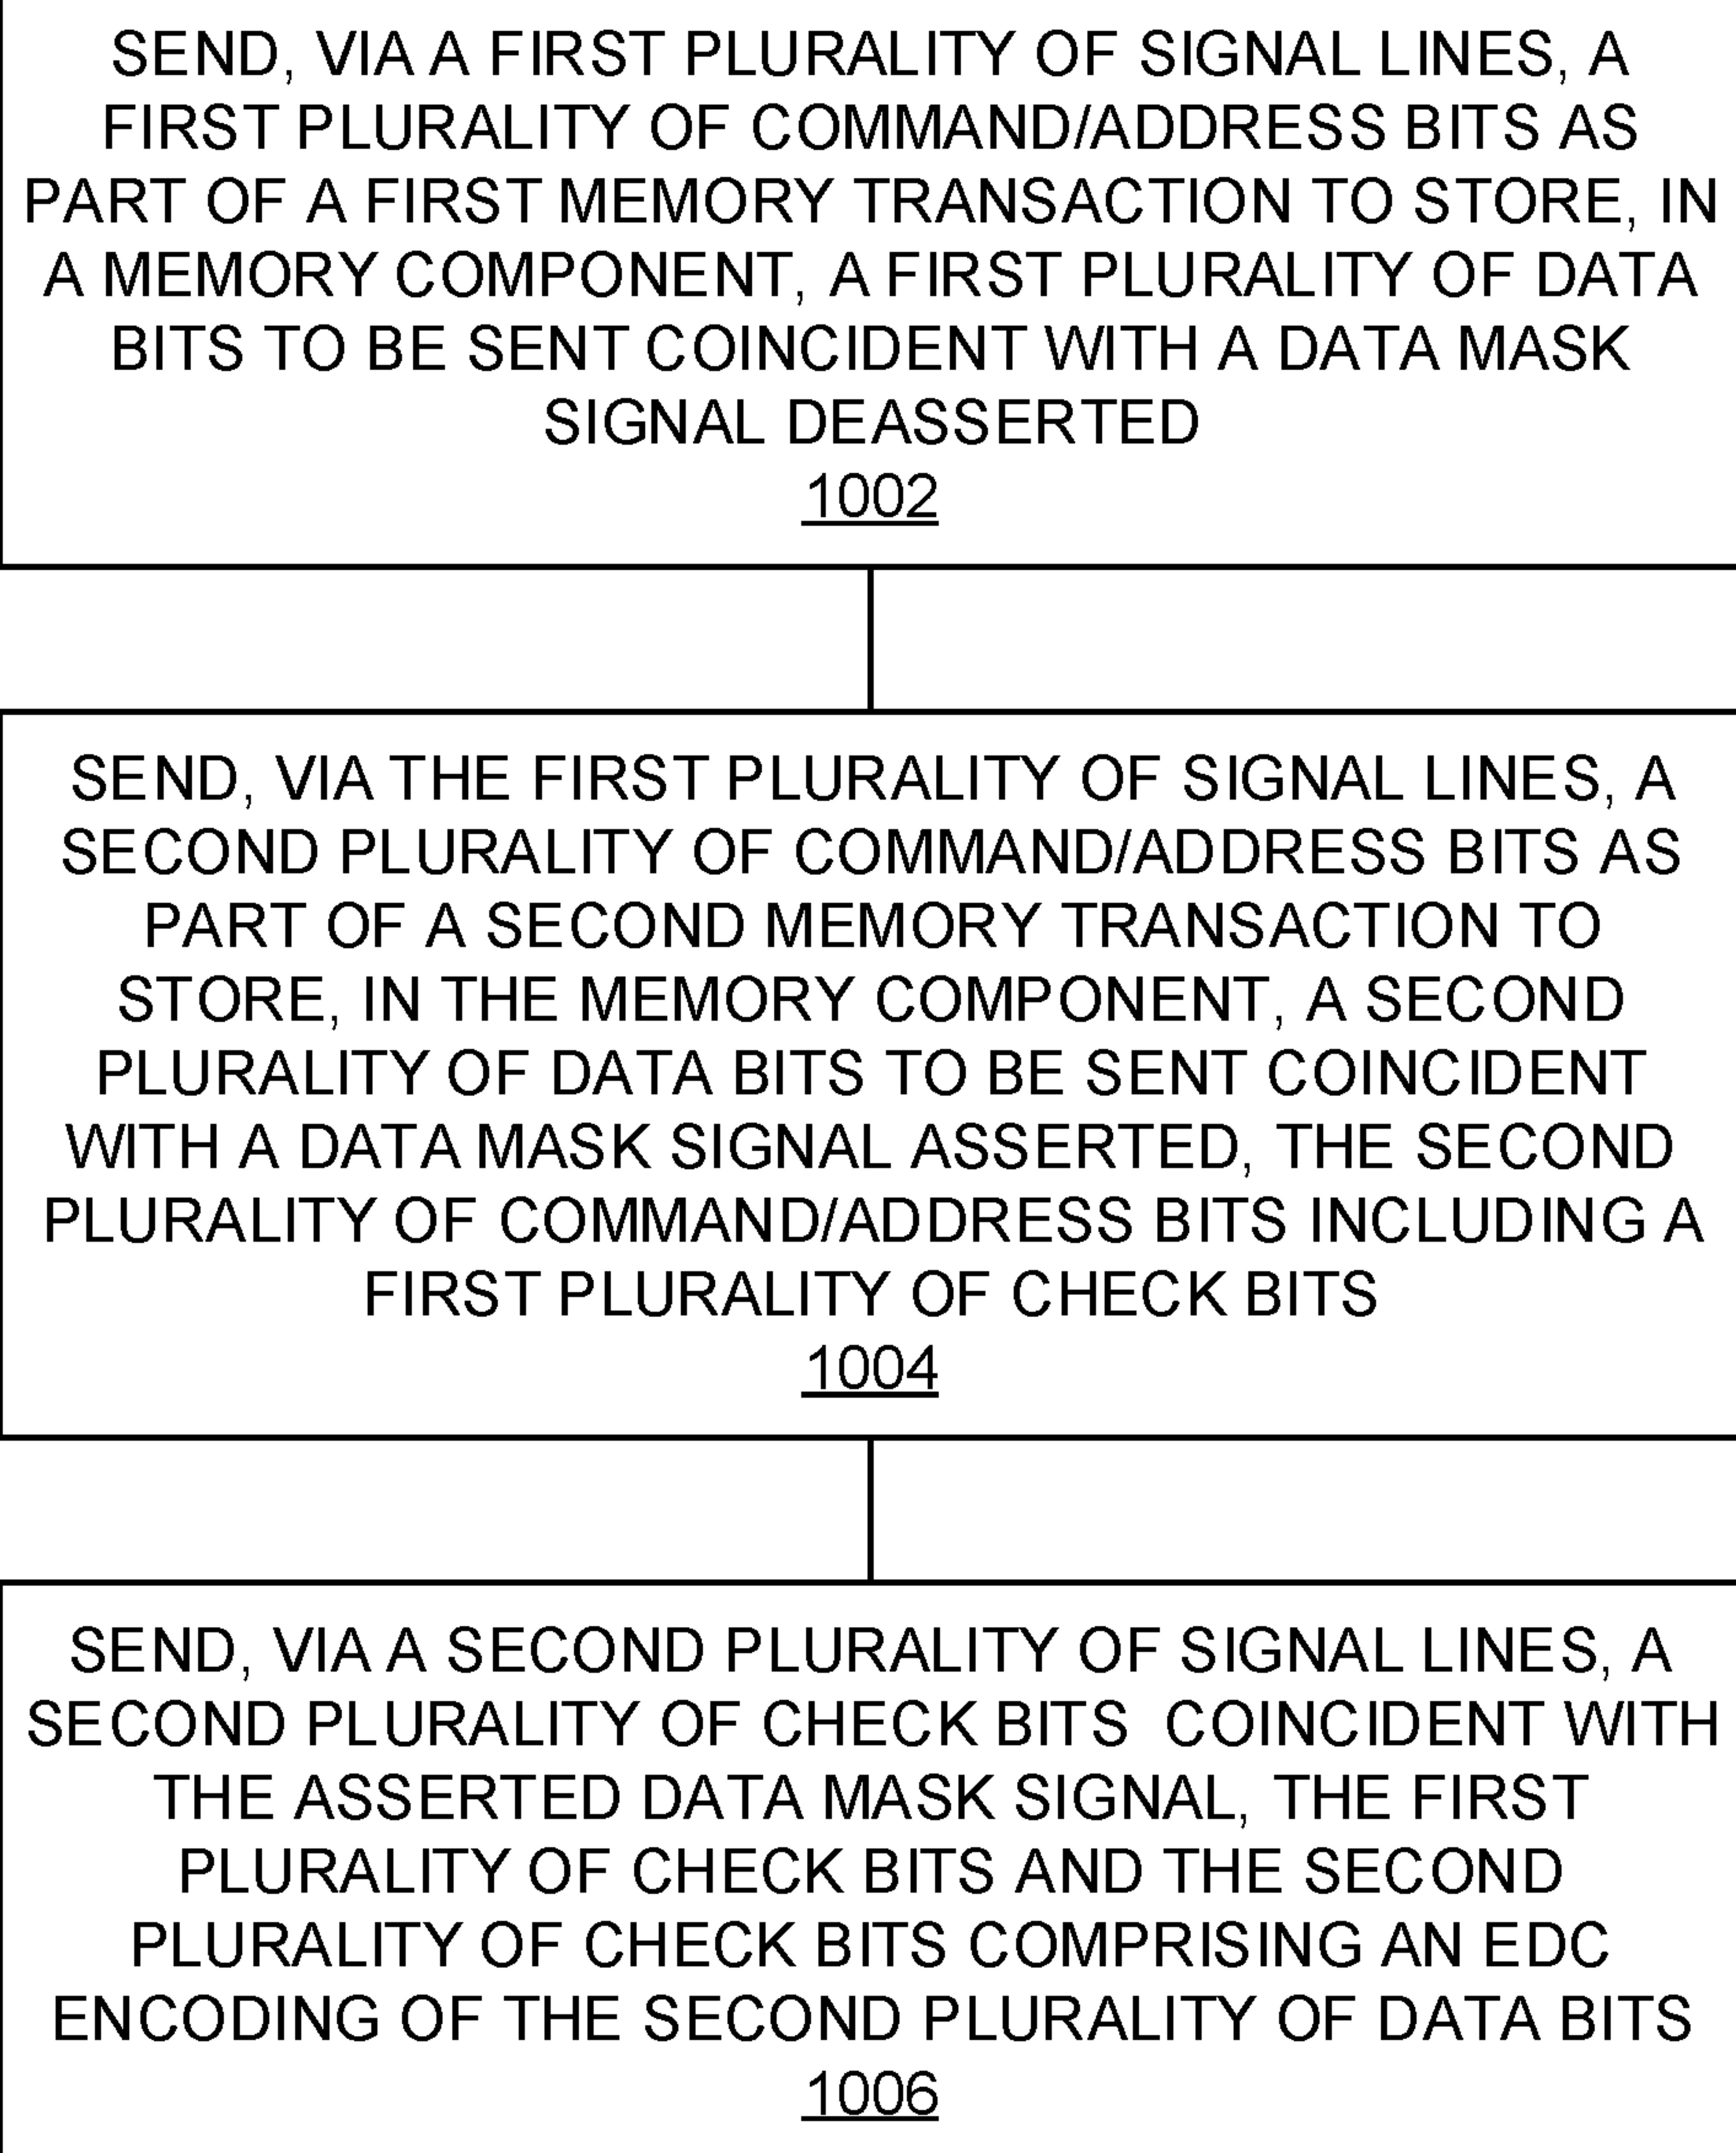 SEND, VIA A FIRST PLURALITY OF SIGNAL LINES, A
FIRST PLURALITY OF COMMAND/ADDRESS BITS AS
PART OF A FIRST MEMORY TRANSACTION TO STORE, IN
A MEMORY COMPONENT, A FIRST PLURALITY OF DATA
BITS TO BE SENT COINCIDENT WITH A DATA MASK
SIGNAL DEASSERTED
1002
SEND, VIA THE FIRST PLURALITY OF SIGNAL LINES, A
SECOND PLURALITY OF COMMAND/ADDRESS BITS AS
PART OF A SECOND MEMORY TRANSACTION TO
STORE, IN THE MEMORY COMPONENT, A SECOND
PLURALITY OF DATA BITS TO BE SENT COINCIDENT
WITH A DATA MASK SIGNAL ASSERTED, THE SECOND
PLURALITY OF COMMAND/ADDRESS BITS INCLUDING A
FIRST PLURALITY OF CHECK BITS
1004
SEND, VIA A SECOND PLURALITY OF SIGNAL LINES, A
SECOND PLURALITY OF CHECK BITS COINCIDENT WITH
THE ASSERTED DATA MASK SIGNAL, THE FIRST
PLURALITY OF CHECK BITS AND THE SECOND
PLURALITY OF CHECK BITS COMPRISING AN EDC
ENCODING OF THE SECOND PLURALITY OF DATA BITS
1006